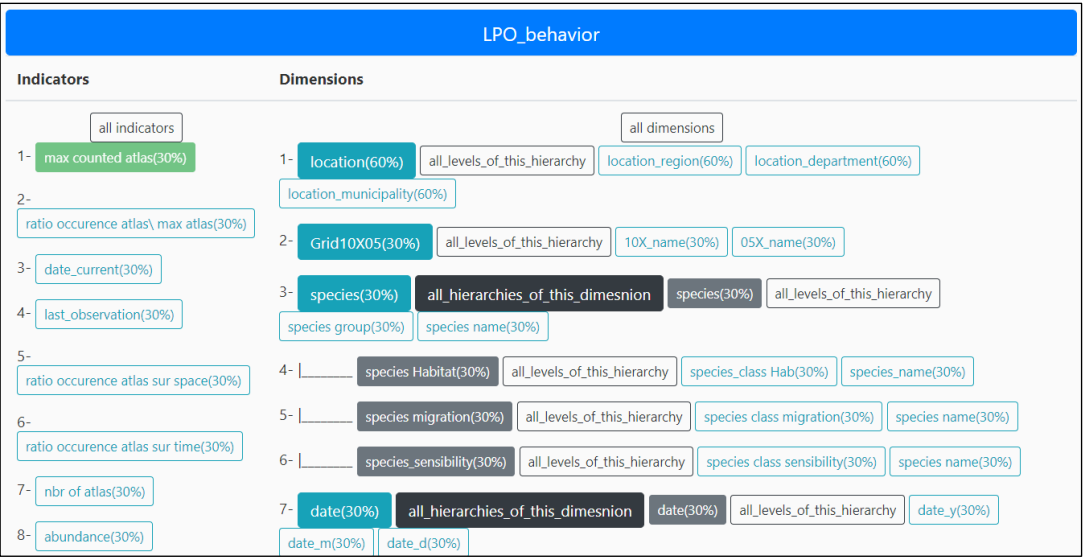 LPO_behavior
Indicators
Dimensions
all indicators
1- max counted atlas(30%)
2-
ratio occurence atlas\ max atlas(30%)
3- date_current(30%)
4- last_observation(30%)
5-
ratio occurence atlas sur space(30%)
6-
ratio occurence atlas sur time(30%)
7- nbr of atlas(30%)
8- abundance(30%)
all dimensions
1- location(60%) all_levels_of_this_hierarchy location_region(60%) location_department(60%)
location_municipality(60%)
2- Grid10X05(30%) all_levels_of_this_hierarchy 10X_name(30%) 05X_name(30%)
3- species(30%) all_hierarchies_of_this_dimesnion species(30%) all_levels_of_this_hierarchy
species group(30%) species name(30%)
4- |_______ species Habitat(30%) all_levels_of_this_hierarchy species_class Hab(30%) species_name(30%)
5- |_______ species migration(30%) all_levels_of_this_hierarchy species class migration(30%) species name(30%)
6- |_______ species_sensibility(30%) all_levels_of_this_hierarchy species class sensibility(30%) species name(30%)
7- date(30%) all_hierarchies_of_this_dimesnion date(30%) all_levels_of_this_hierarchy date_y(30%)
date_m(30%) date_d(30%)